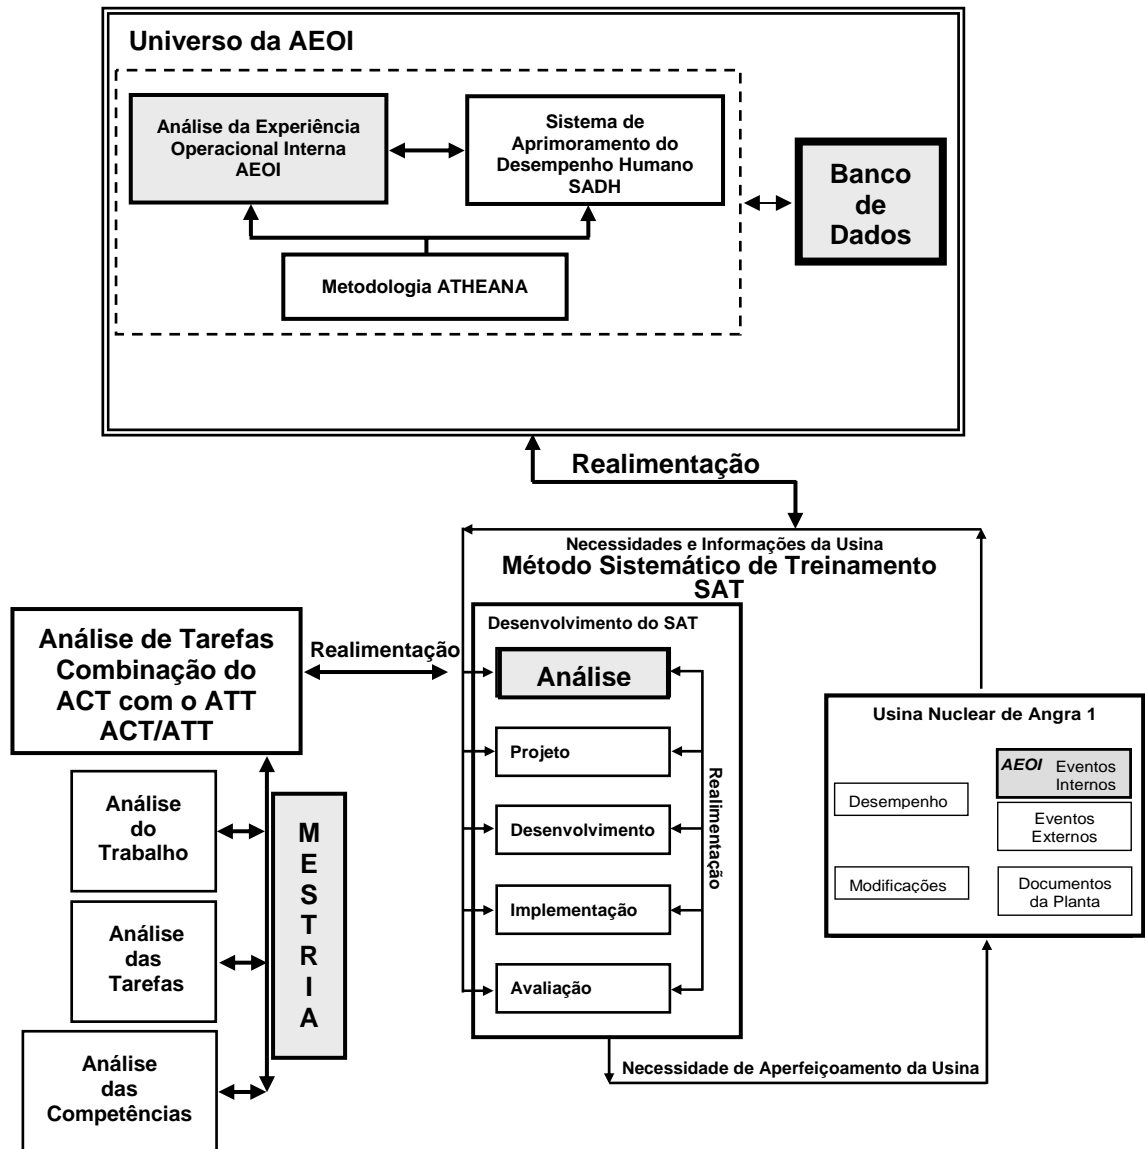 Universo da AEOI
Análise da Experiência
Operacional Interna
AEOI
Sistema de
Aprimoramento do
Desempenho Humano
SADH
Metodologia ATHEANA
Banco
de
Dados
Realimentação
Necessidades e Informações da Usina
Método Sistemático de Treinamento
SAT
Desenvolvimento do SAT
Análise
Projeto
Desenvolvimento
Implementação
Avaliação
Realimentação
Análise de Tarefas
Combinação do
ACT com o ATT
ACT/ATT
Realimentação
Análise
do
Trabalho
Análise
das
Tarefas
Análise
das
Competências
M
E
S
T
R
I
A
Usina Nuclear de Angra 1
Desempenho
Modificações
AEOI Eventos
Internos
Eventos
Externos
Documentos
da Planta
Necessidade de Aperfeiçoamento da Usina